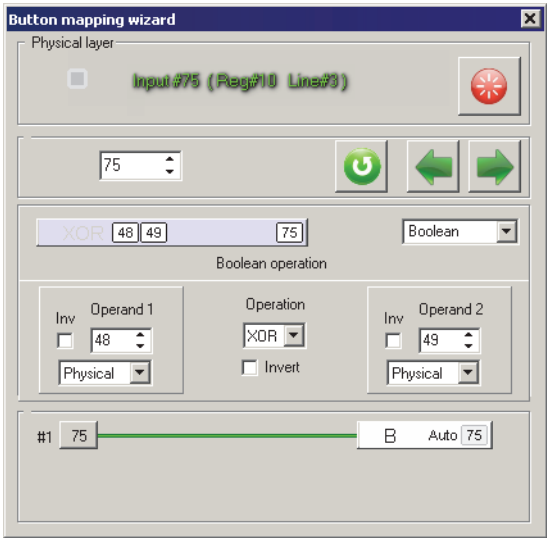 Button mapping wizard
Physical layer
Input#75 (Reg#10 Line#3)
75
XOR 48 49 75 Boolean
Boolean operation
Operand 1 Operation Operand 2
Inv Inv
48 XOR 49
Physical Invert Physical
#1 75 B Auto 75